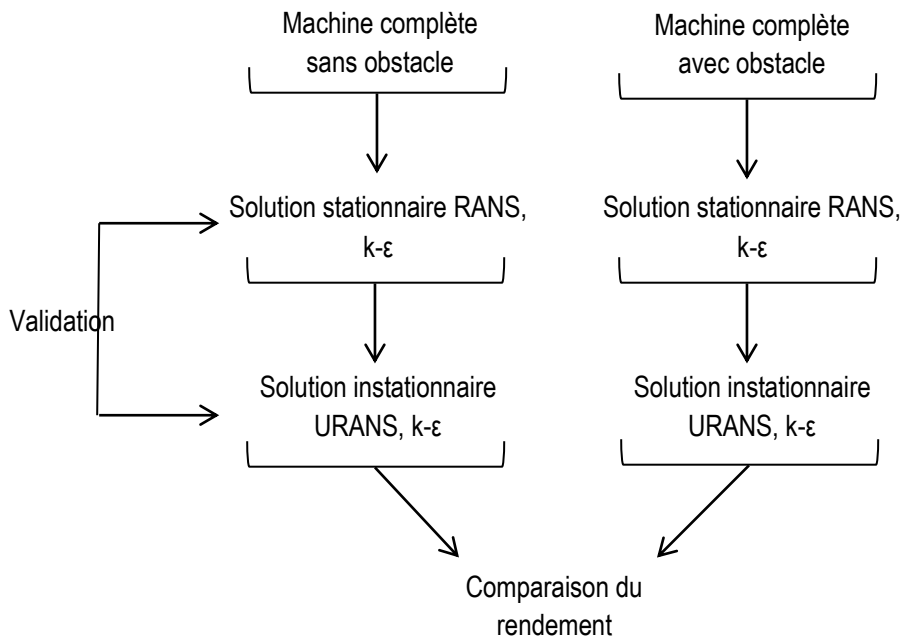 Machine complète
sans obstacle
Machine complète
avec obstacle
Solution stationnaire RANS,
k-ε
Solution stationnaire RANS,
k-ε
Validation
Solution instationnaire
URANS, k-ε
Solution instationnaire
URANS, k-ε
Comparaison du
rendement